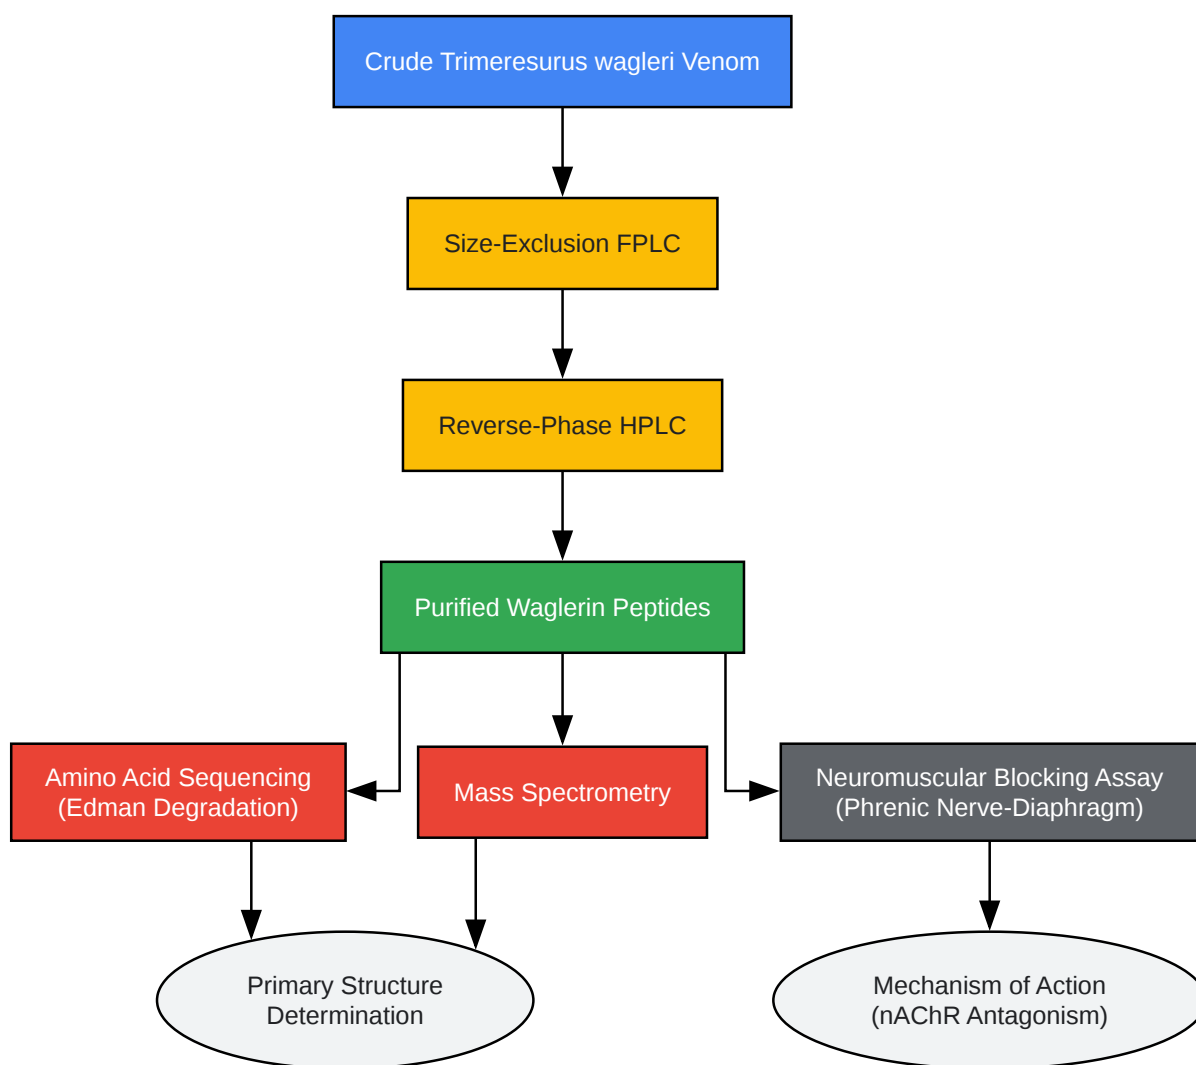 Crude Trimeresurus wagleri Venom
Size-Exclusion FPLC
Reverse-Phase HPLC
Purified Waglerin Peptides
Amino Acid Sequencing
(Edman Degradation)
Mass Spectrometry
Neuromuscular Blocking Assay
(Phrenic Nerve-Diaphragm)
Primary Structure
Determination
Mechanism of Action
(nAChR Antagonism)